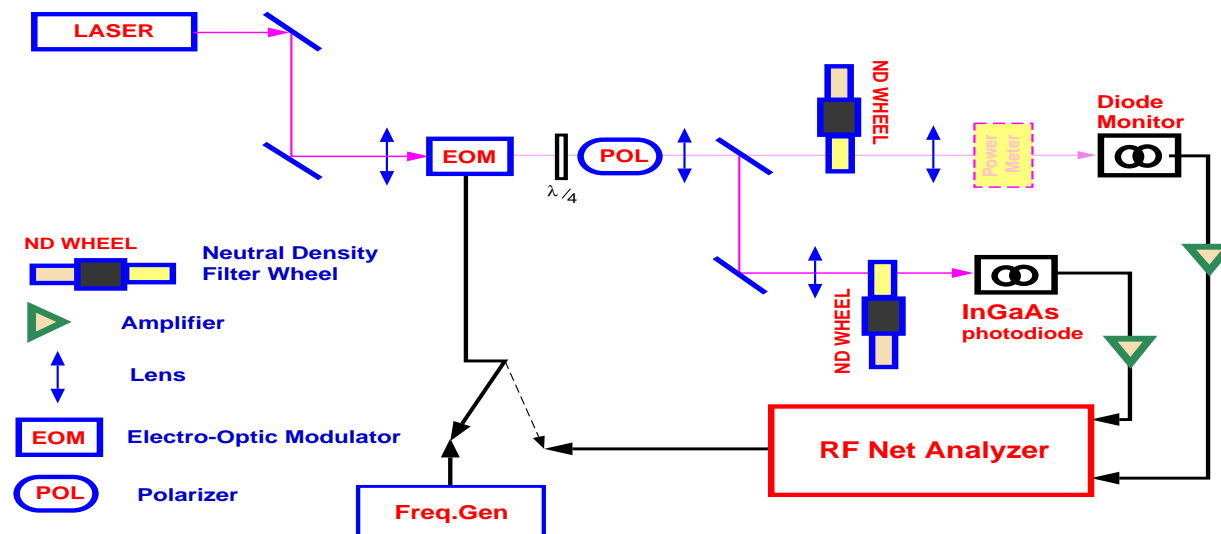 LASER
ND WHEEL
Diode
Monitor
EOM
POL
λ/4
Power
Meter
ND WHEEL
Neutral Density
Filter Wheel
InGaAs
photodiode
ND WHEEL
Amplifier
Lens
EOM
Electro-Optic Modulator
RF Net Analyzer
POL
Polarizer
Freq.Gen